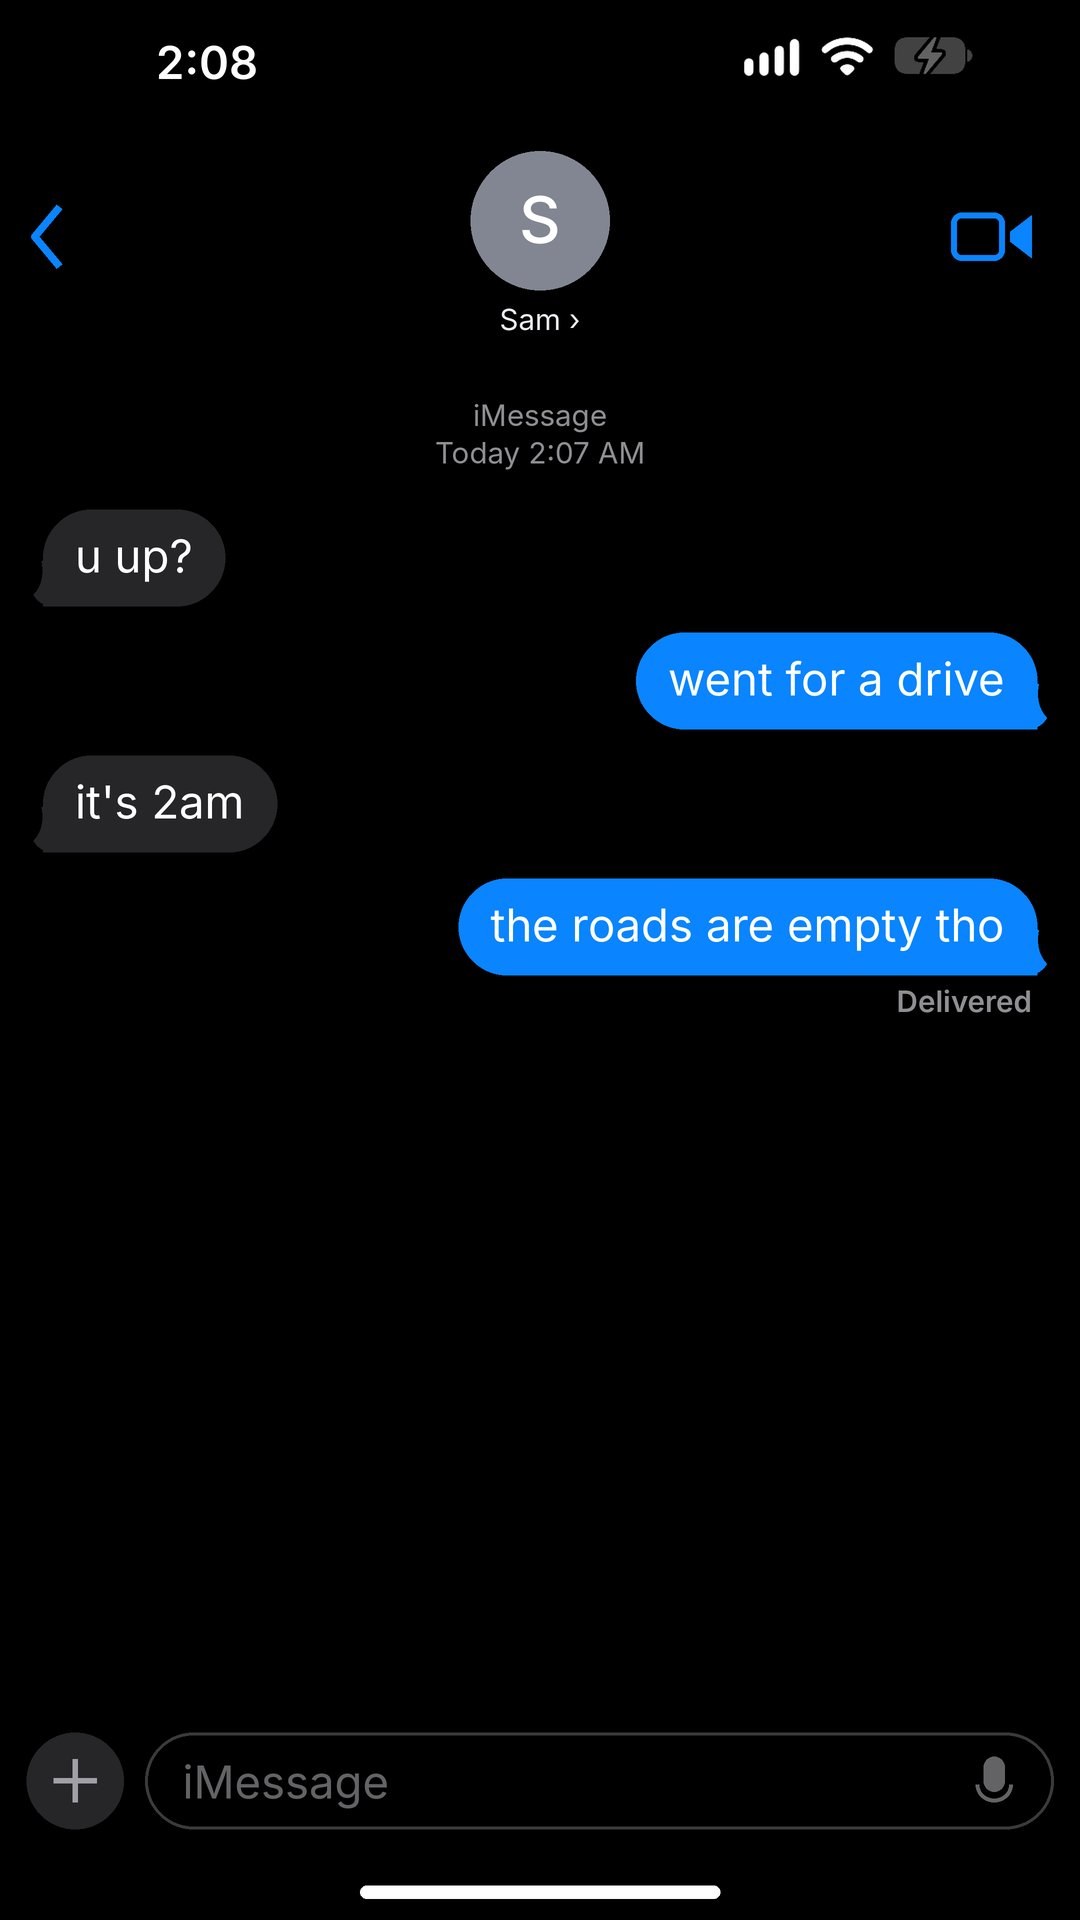 2:08
S
Sam ›
iMessage
Today 2:07 AM
u up?
went for a drive
it's 2am
the roads are empty tho
Delivered
iMessage